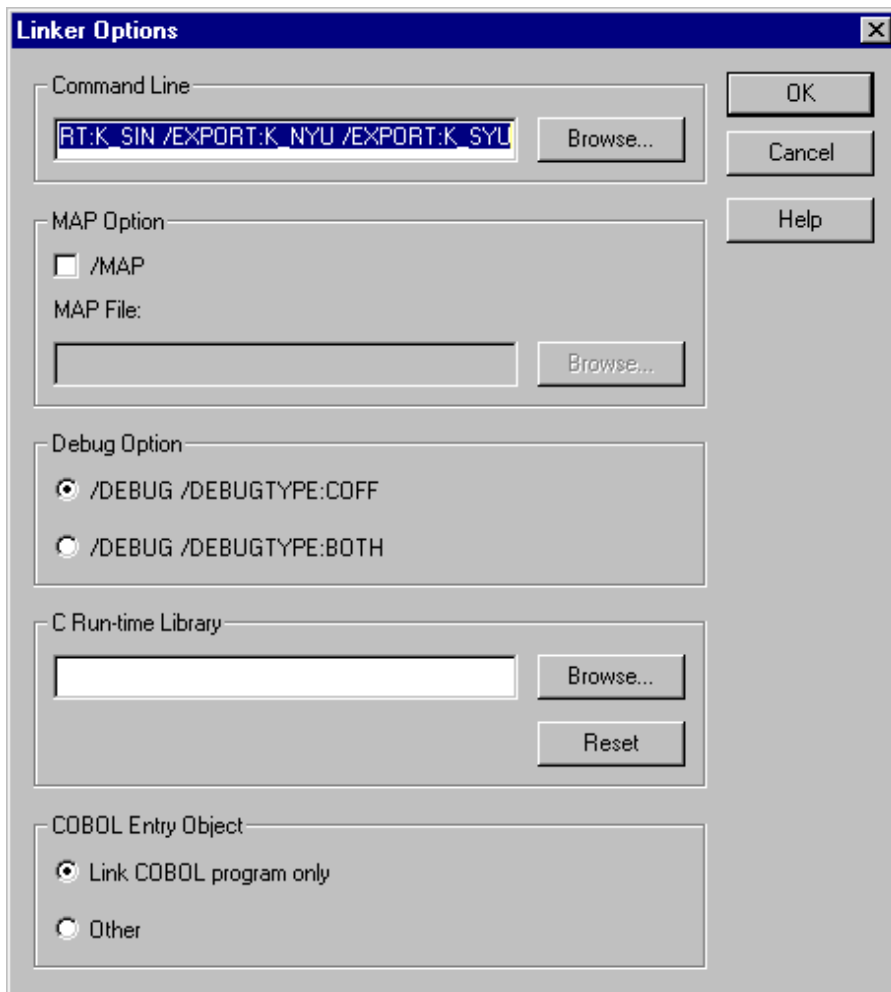 Linker Options
Command Line
RT:K_SIN /EXPORT:K_NYU /EXPORT:K_SYU
Browse...
OK
Cancel
Help
MAP Option
/MAP
MAP File:
Browse...
Debug Option
/DEBUG /DEBUGTYPE:COFF
/DEBUG /DEBUGTYPE:BOTH
C Run-time Library
Browse...
Reset
COBOL Entry Object
Link COBOL program only
Other